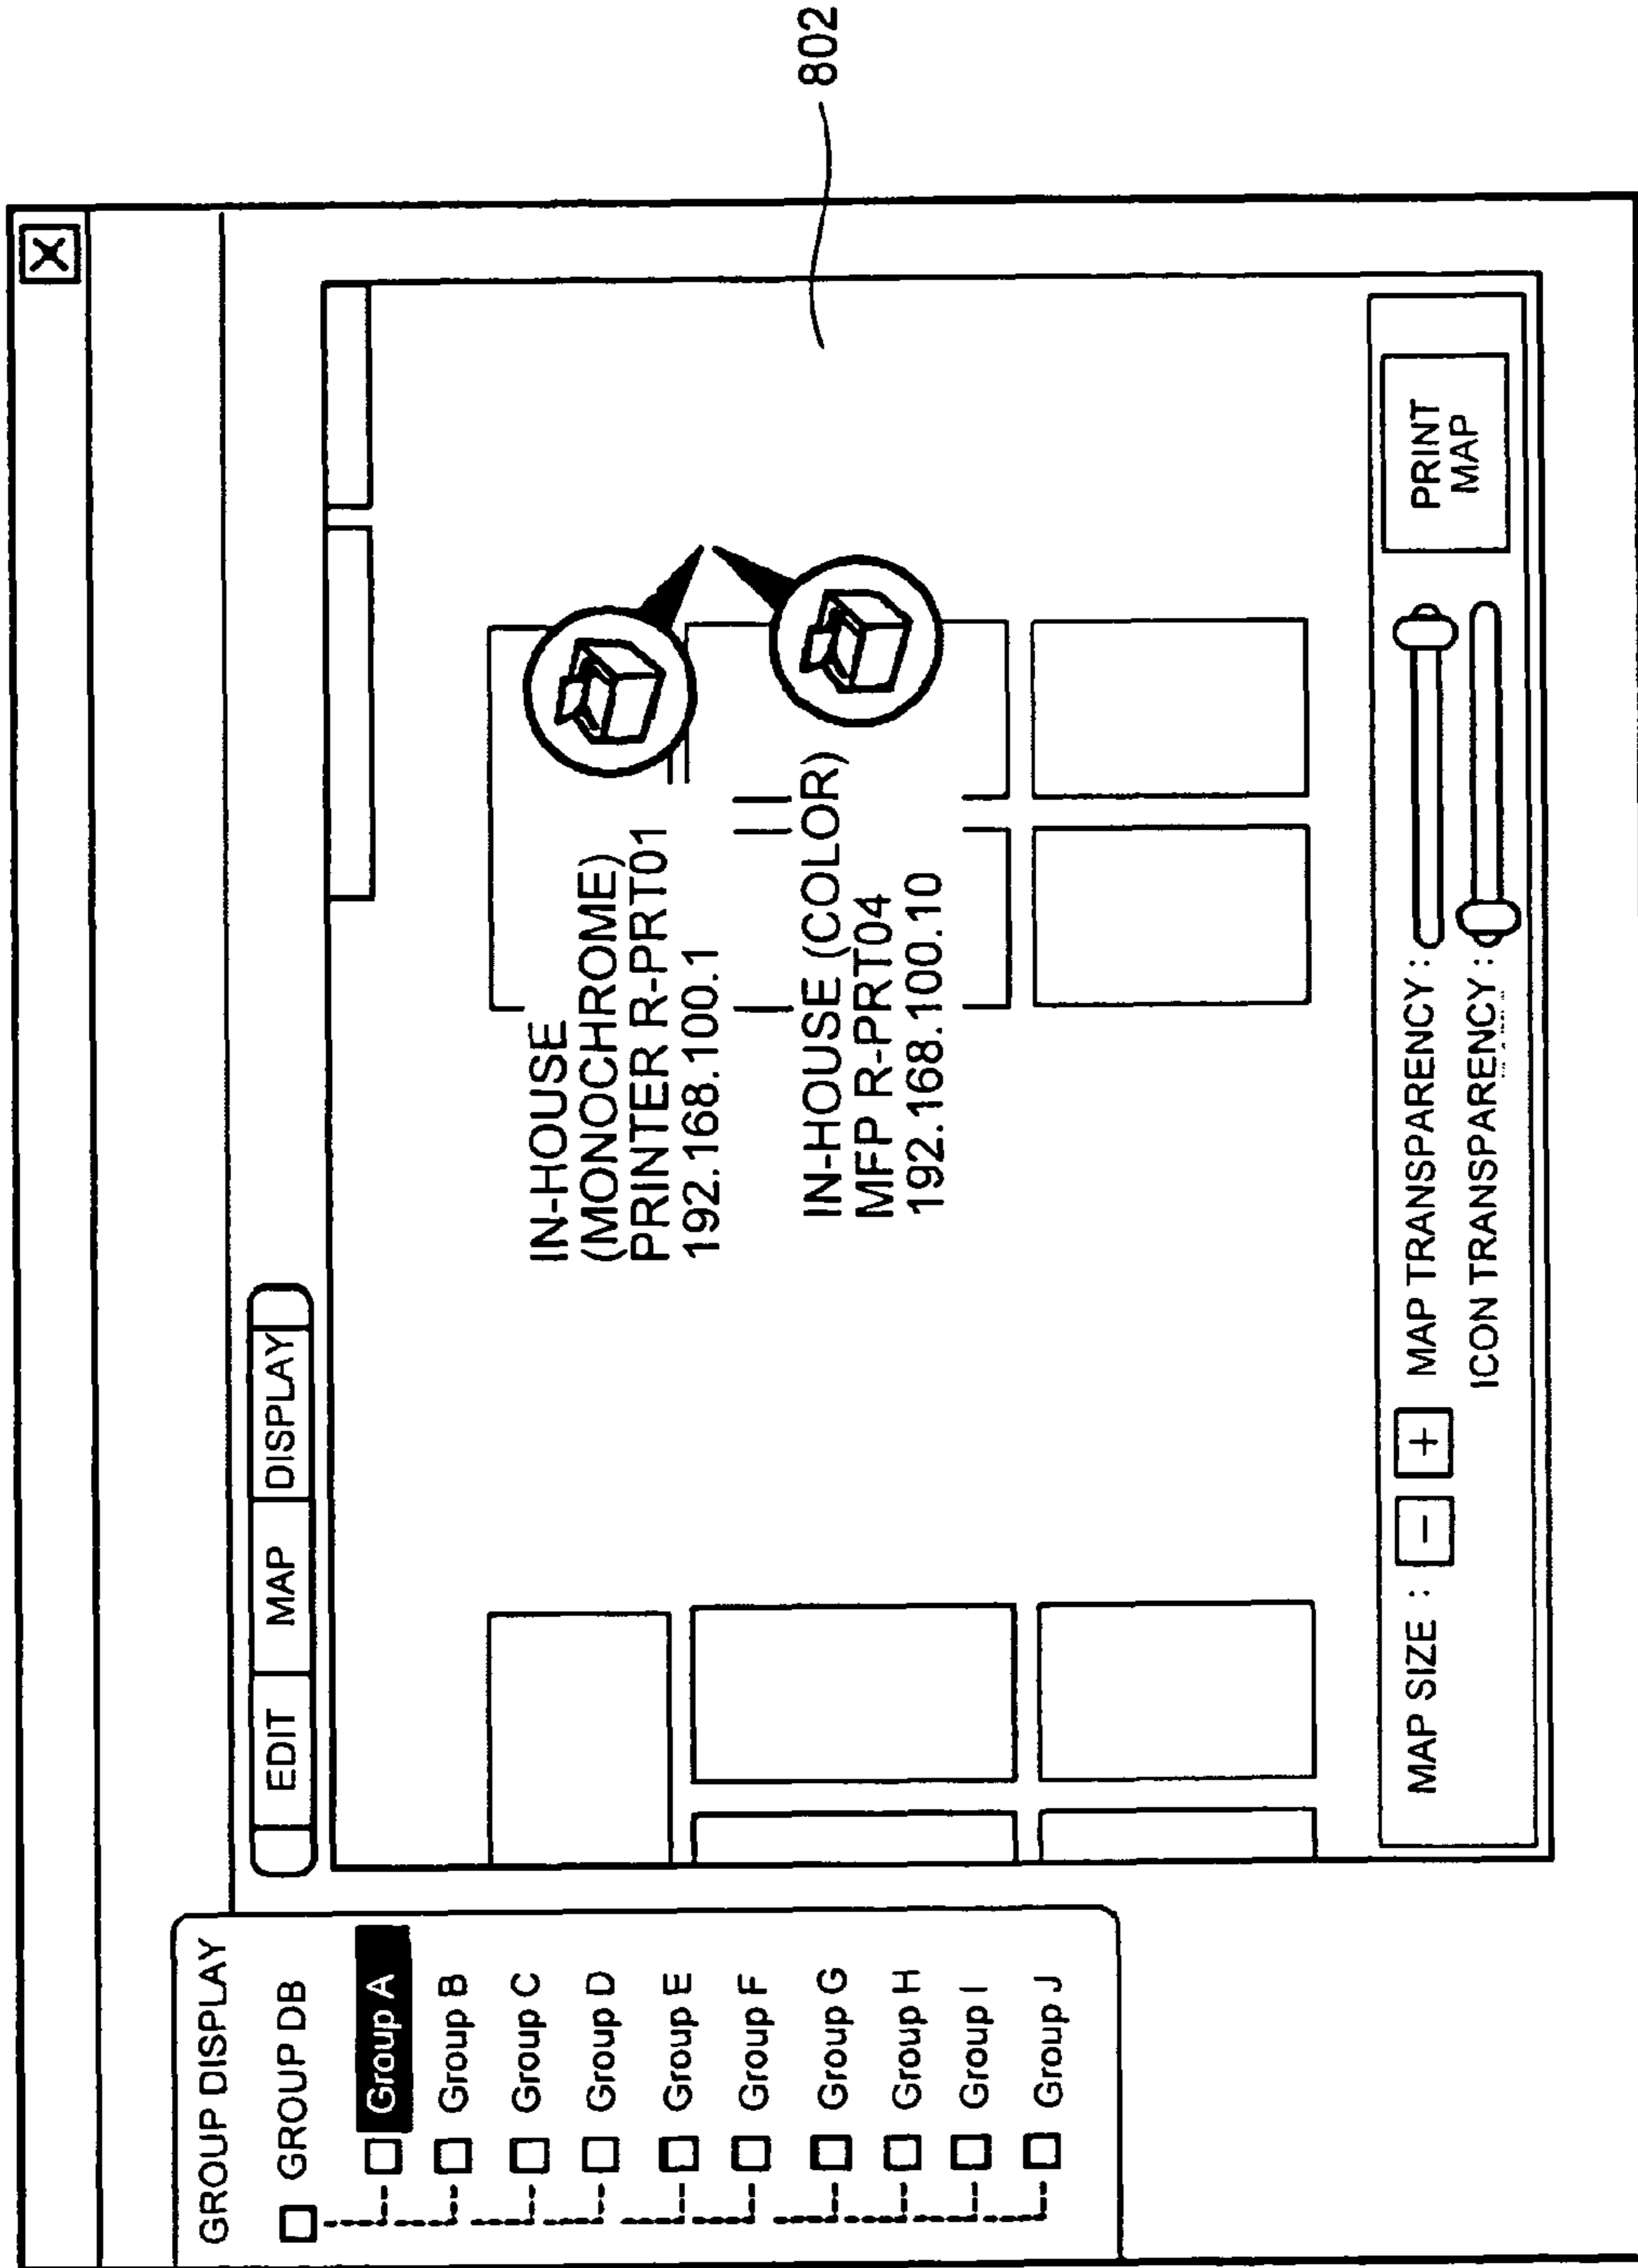 GROUP DISPLAY
GROUP DB
Group A
Group B
Group C
Group D
Group E
Group F
Group G
Group H
Group I
Group J
EDIT MAP DISPLAY
IN-HOUSE
(MONOCHROME)
PRINTER R-PRT01
192.168.100.1
IN-HOUSE (COLOR)
MFP R-PRT04
192.168.100.10
802
MAP SIZE : - + MAP TRANSPARENCY :
ICON TRANSPARENCY :
PRINT
MAP
X